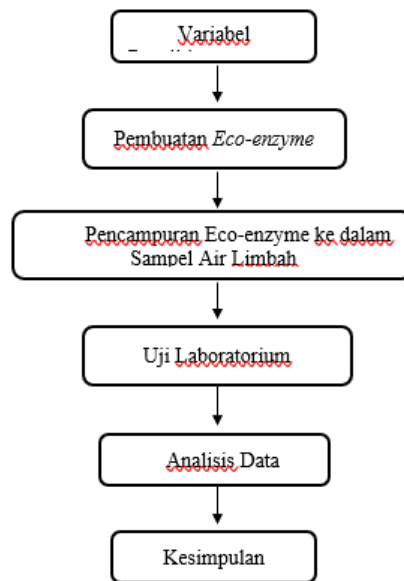 Variabel
Pembuatan Eco-enzyme
Pencampuran Eco-enzyme ke dalam
Sampel Air Limbah
Uji Laboratorium
Analisis Data
Kesimpulan